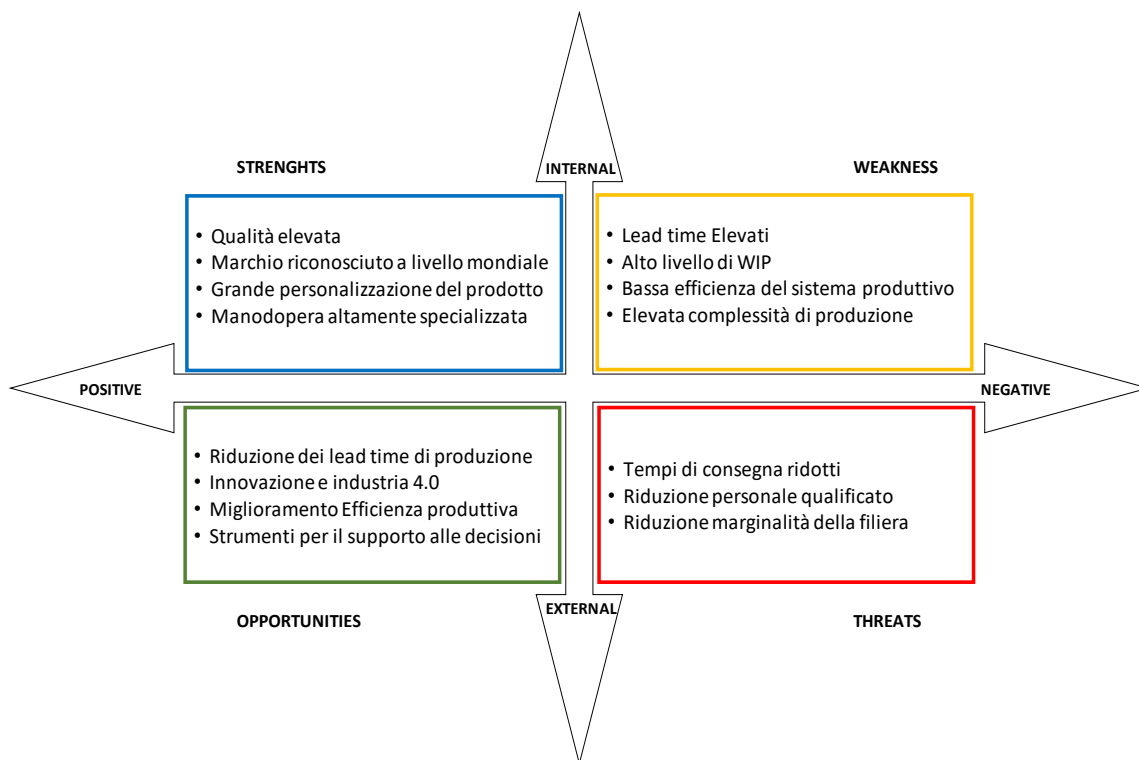 INTERNAL
STRENGHTS
WEAKNESS
• Qualità elevata
• Marchio riconosciuto a livello mondiale
• Grande personalizzazione del prodotto
• Manodopera altamente specializzata
• Lead time Elevati
• Alto livello di WIP
• Bassa efficienza del sistema produttivo
• Elevata complessità di produzione
POSITIVE
NEGATIVE
• Riduzione dei lead time di produzione
• Innovazione e industria 4.0
• Miglioramento Efficienza produttiva
• Strumenti per il supporto alle decisioni
• Tempi di consegna ridotti
• Riduzione personale qualificato
• Riduzione marginalità della filiera
EXTERNAL
OPPORTUNITIES
THREATS